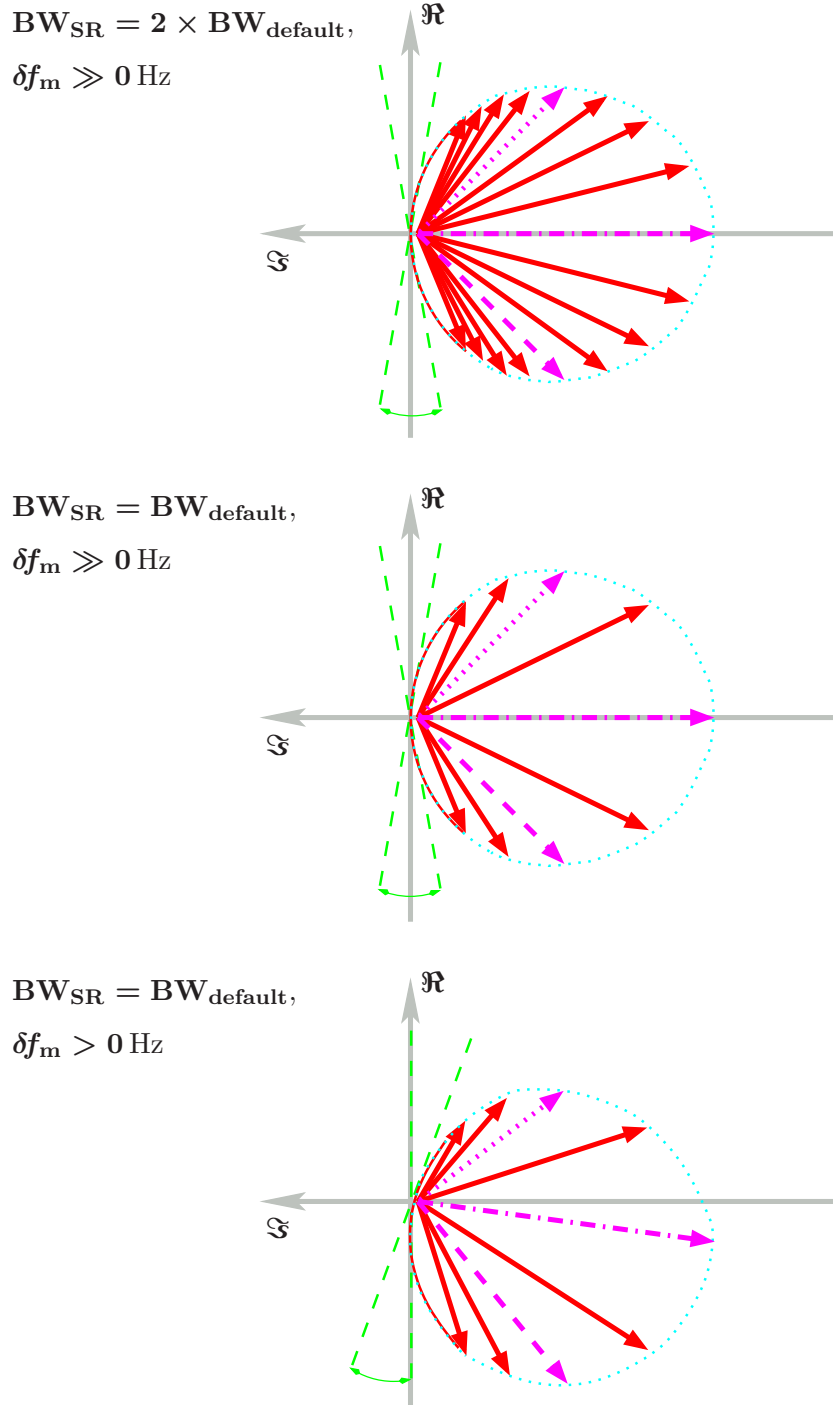 BW_SR = 2 × BW_default,
δf_m ≫ 0 Hz
ℜ
ℑ
BW_SR = BW_default,
δf_m ≫ 0 Hz
ℜ
ℑ
BW_SR = BW_default,
δf_m > 0 Hz
ℜ
ℑ